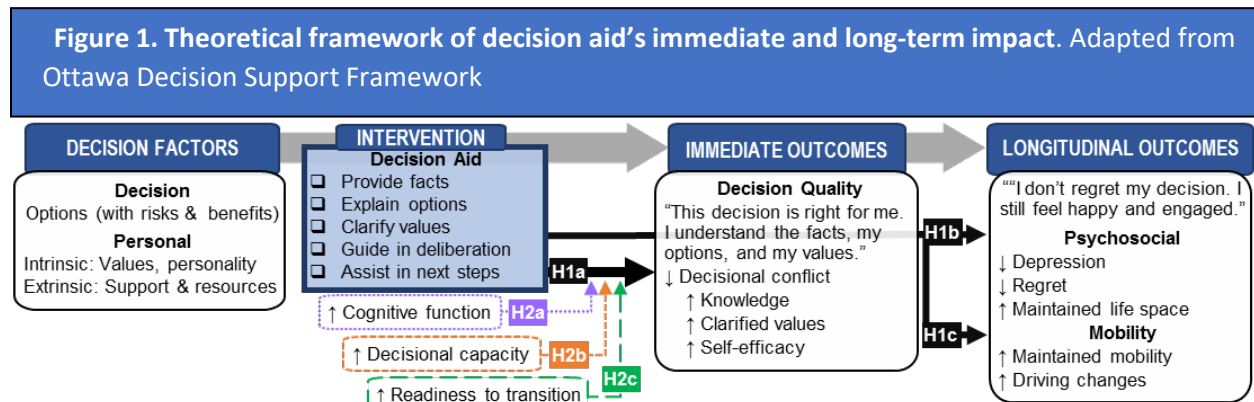 Figure 1. Theoretical framework of decision aid's immediate and long-term impact. Adapted from
Ottawa Decision Support Framework
DECISION FACTORS
Decision
Options (with risks & benefits)
Personal
Intrinsic: Values, personality
Extrinsic: Support & resources
INTERVENTION
Decision Aid
❑ Provide facts
❑ Explain options
❑ Clarify values
❑ Guide in deliberation
❑ Assist in next steps
H1a
↑ Cognitive function
H2a
↑ Decisional capacity
H2b
↑ Readiness to transition
H2c
IMMEDIATE OUTCOMES
Decision Quality
“This decision is right for me.
I understand the facts, my
options, and my values.”
↓ Decisional conflict
↑ Knowledge
↑ Clarified values
↑ Self-efficacy
H1b
H1c
LONGITUDINAL OUTCOMES
““I don’t regret my decision. I
still feel happy and engaged.”
Psychosocial
↓ Depression
↓ Regret
↑ Maintained life space
Mobility
↑ Maintained mobility
↑ Driving changes